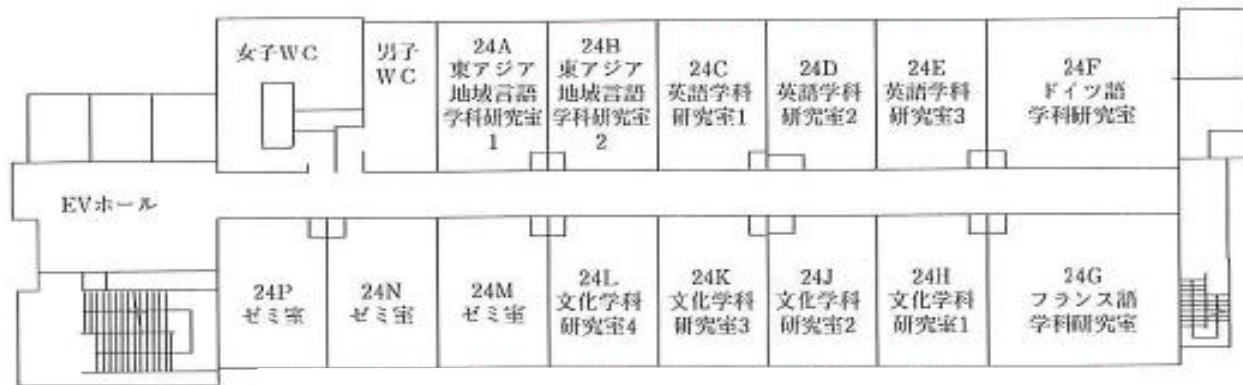 女子WC
男子
WC
24A
東アジア
地域言語
学科研究室
1
24B
東アジア
地域言語
学科研究室
2
24C
英語学科
研究室1
24D
英語学科
研究室2
24E
英語学科
研究室3
24F
ドイツ語
学科研究室
EVホール
24P
ゼミ室
24N
ゼミ室
24M
ゼミ室
24L
文化学科
研究室4
24K
文化学科
研究室3
24J
文化学科
研究室2
24H
文化学科
研究室1
24G
フランス語
学科研究室